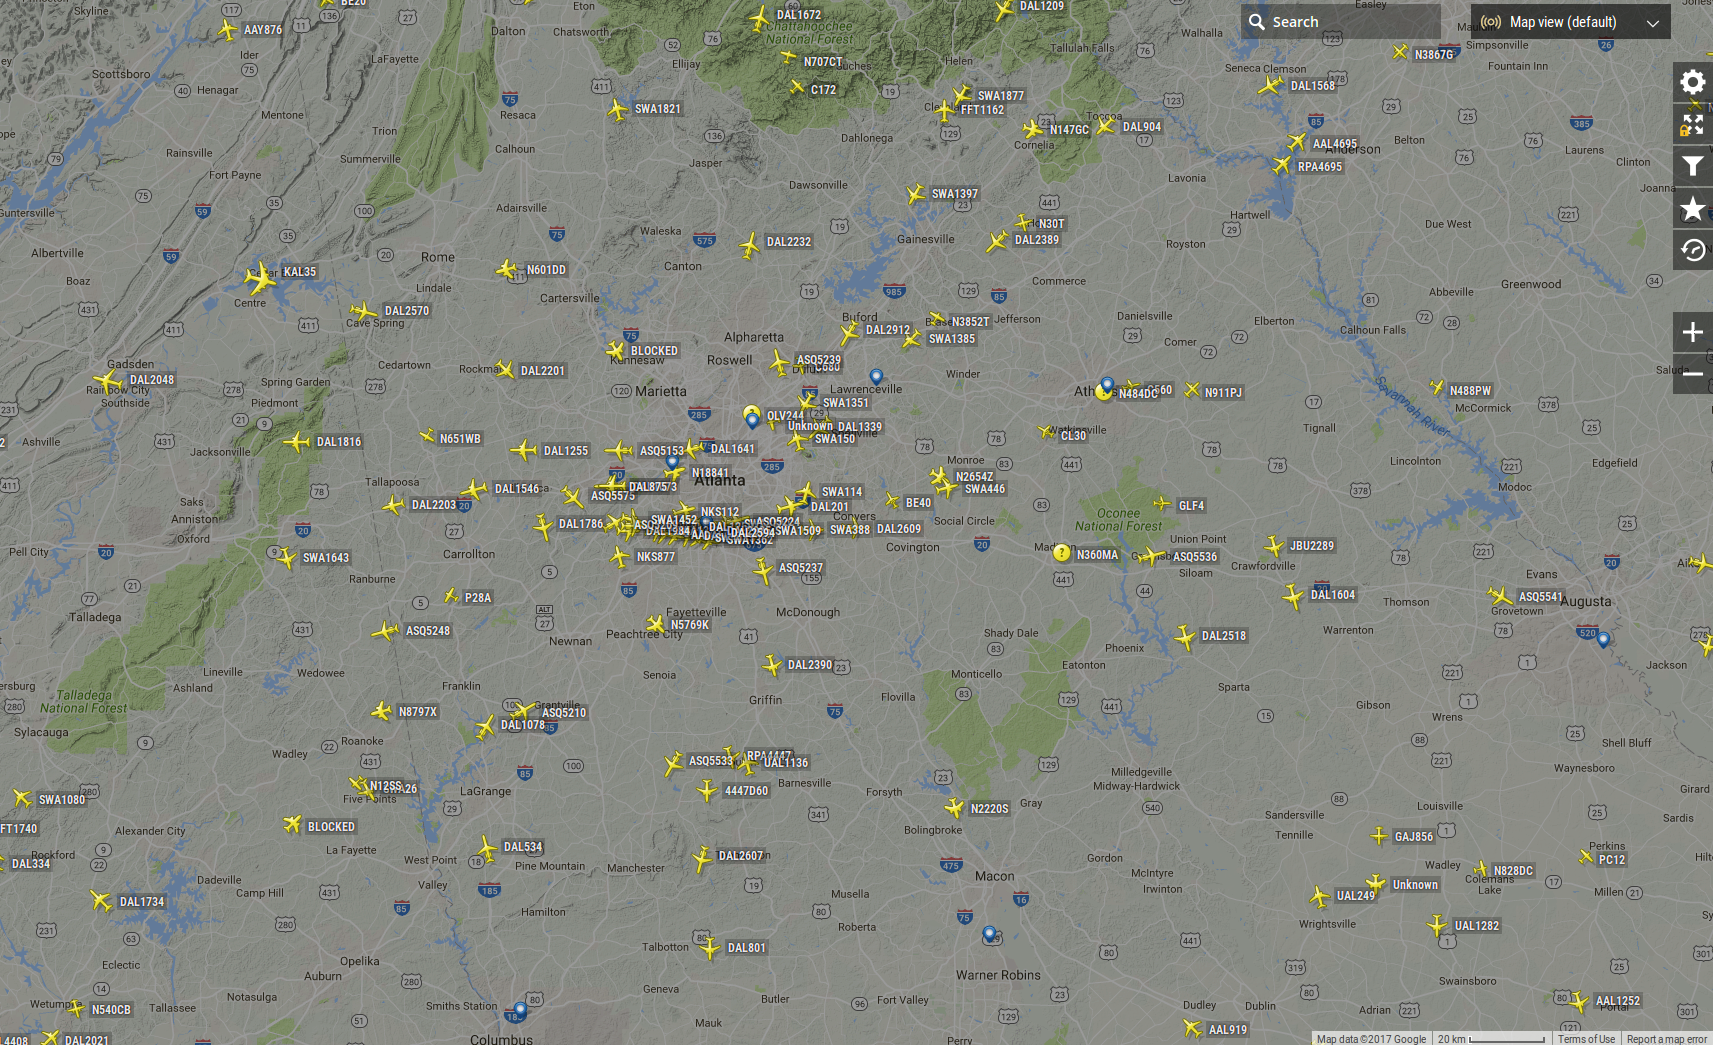 BE20
DAL1672
DAL1209
Easley
Search
Map view (default)
Skyline
AAY876
Ider
Dalton
Chatsworth
Eton
Chattahoochee
National Forest
Tallulah Falls
Walhalla
Simpsonville
N3867G
Fountain Inn
LaFayette
Ellijay
N707CT
Helen
Seneca
Clemson
Scottsboro
Henagar
C172
DAL1568
SWA1877
FFT1162
SWA1821
Resaca
Mentone
Trion
Calhoun
Dahlonega
N147GC
Cornelia
Toccoa
DAL904
AAL4695
Anderson
Belton
Laurens
Clinton
Rainsville
Summerville
Jasper
RPA4695
Fort Payne
Dawsonville
Lavonia
Joanna
SWA1397
Guntersville
Adairsville
Waleska
N30T
Hartwell
Due West
DAL2232
Gainesville
DAL2389
Royston
Albertville
Rome
Canton
KAL35
N601DD
Boaz
Centre
Lindale
Cartersville
Commerce
Abbeville
Greenwood
DAL2570
Cave Spring
Buford
DAL2912
N3852T
Jefferson
Danielsville
Elberton
Calhoun Falls
Alpharetta
SWA1385
Comer
BLOCKED
Kennesaw
Roswell
ASQ5239
C680
Gadsden
Cedartown
DAL2201
DAL2048
Rainbow City
Spring Garden
Southside
Piedmont
Marietta
Lawrenceville
Winder
N484DC
N911PJ
N488PW
McCormick
Savannah River
SWA1351
OLV244
Unknown
DAL1339
SWA150
CL30
Tignall
Ashville
Jacksonville
DAL1816
N651WB
DAL1255
ASQ5153
DAL1641
Monroe
Lincolnton
Edgefield
N18841
Atlanta
N2654Z
SWA446
Tallapoosa
DAL1546
DAL2203
ASQ5575
SWA114
DAL201
BE40
Social Circle
Oconee
National Forest
GLF4
Modoc
Saks
Anniston
Oxford
DAL1786
SWA1452
NKS112
ASQ5224
DAL2594
SWA1509
SWA388
DAL2609
Pell City
SWA1643
Carrollton
NKS877
Covington
N360MA
Union Point
ASQ5536
Siloam
JBU2289
Crawfordville
ASQ5237
Ranburne
P28A
Evans
DAL1604
Thomson
ASQ5541
Grovetown
Augusta
Talladega
Fayetteville
McDonough
N5769K
Peachtree City
ASQ5248
Newnan
Shady Dale
DAL2518
Warrenton
Phoenix
Lineville
Wedowee
Senoia
DAL2390
Eatonton
Jackson
Ashland
Franklin
Griffin
Monticello
Sparta
Talladega
National Forest
Flovilla
Gibson
Wrens
Sylacauga
N8797X
DAL1078
Grantville
ASQ5210
Roanoke
Wadley
Shell Bluff
ASQ5533
RPA4447
UAL1136
Waynesboro
N12SS
Five Points
LaGrange
4447D60
Barnesville
Forsyth
Milledgeville
Midway-Hardwick
Girard
SWA1080
N2220S
Gray
Louisville
Sardis
Sandersville
FT1740
Alexander City
BLOCKED
Bolingbroke
Tennille
GAJ856
DAL334
Rockford
La Fayette
West Point
DAL534
Pine Mountain
Manchester
DAL2607
Gordon
Wadley
Perkins
PC12
Dadeville
Camp Hill
Valley
Macon
McIntyre
Irwinton
N828DC
Lake
Unknown
UAL249
Millen
DAL1734
Hamilton
Musella
Roberta
Wrightsville
UAL1282
Talbotton
DAL801
Eclectic
Opelika
Auburn
Warner Robins
Swainsboro
N540CB
Tallassee
Notasulga
Smiths Station
Geneva
Butler
Fort Valley
Dudley
Dublin
Adrian
AAL1252
DAL2021
Columbus
Mauk
Perry
AAL919
Map data ©2017 Google
20 km
Terms of Use
Report a map error